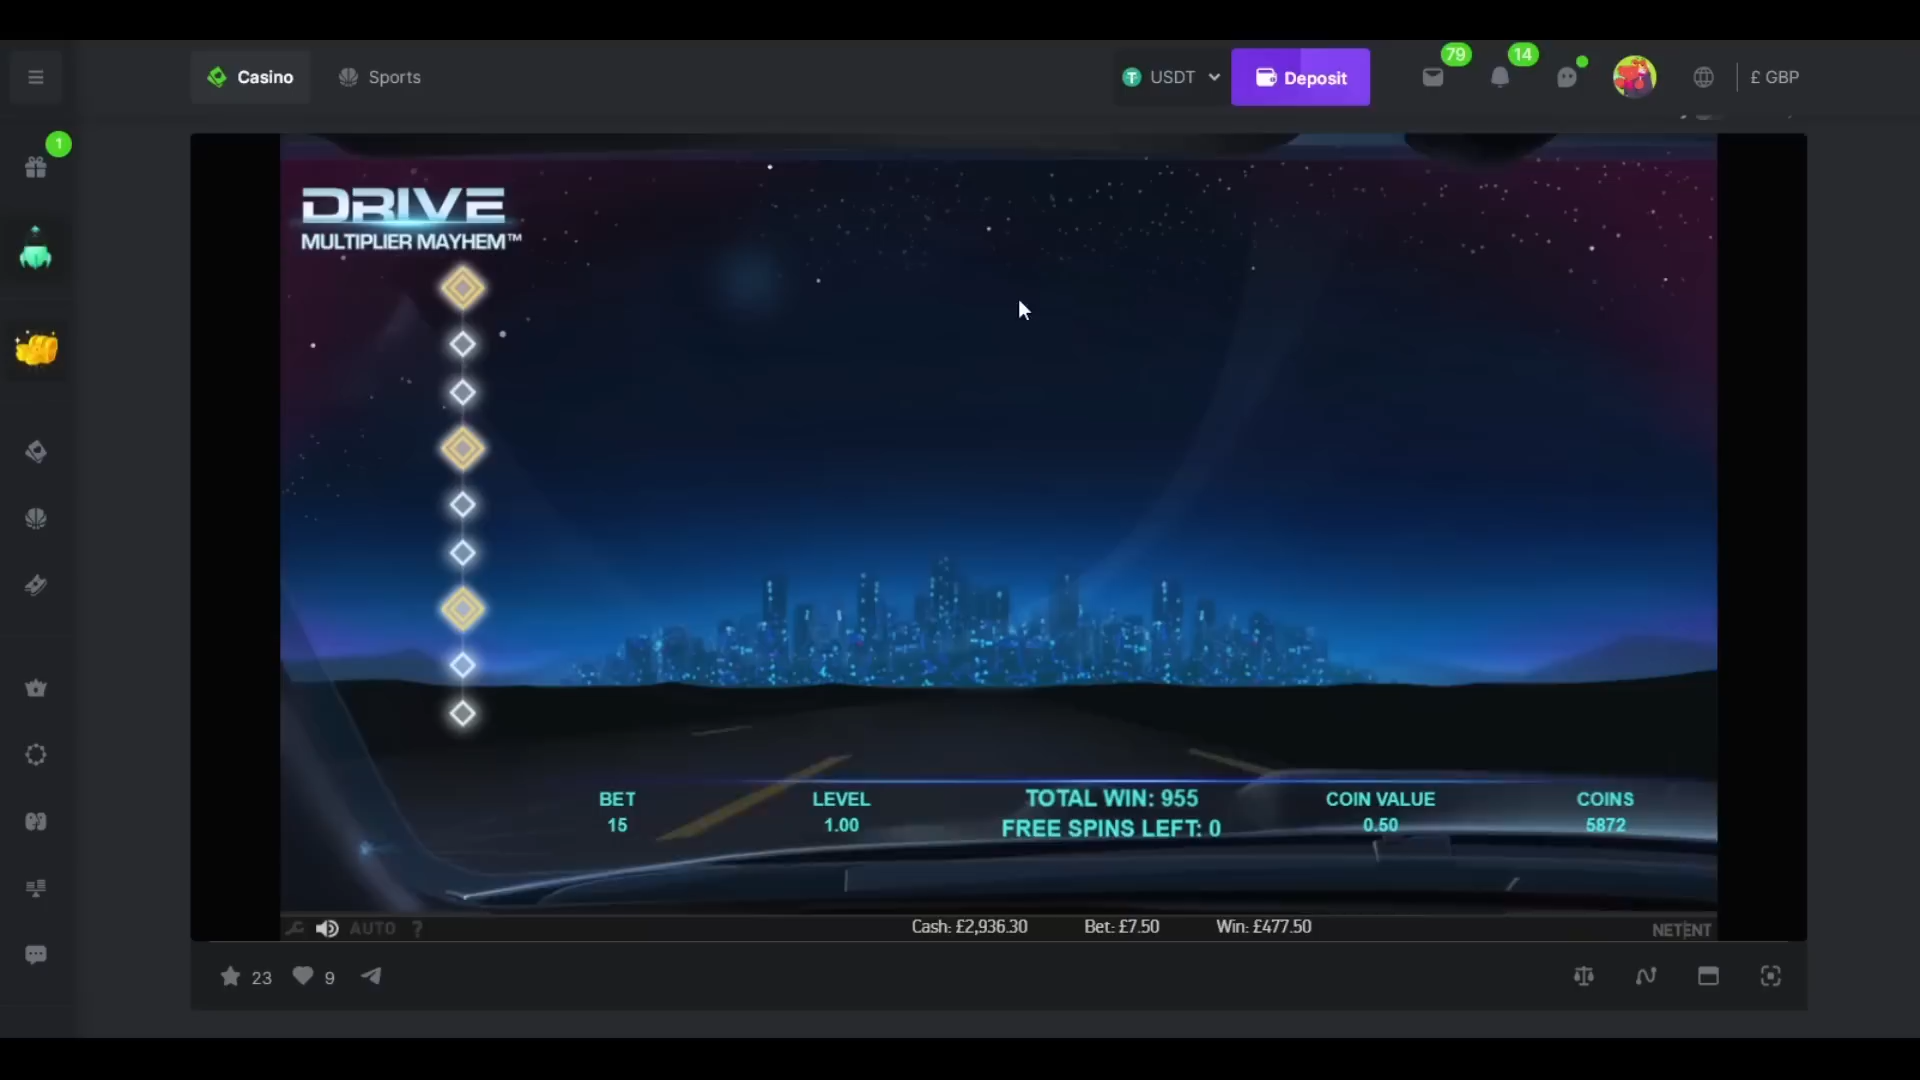 Casino
Sports
USDT
Deposit
79
14
£ GBP
1
DRIVE
MULTIPLIER MAYHEM™
BET
15
LEVEL
1.00
TOTAL WIN: 955
FREE SPINS LEFT: 0
COIN VALUE
0.50
COINS
5872
AUTO
?
Cash: £2,936.30
Bet: £7.50
Win: £477.50
NETENT
23
9